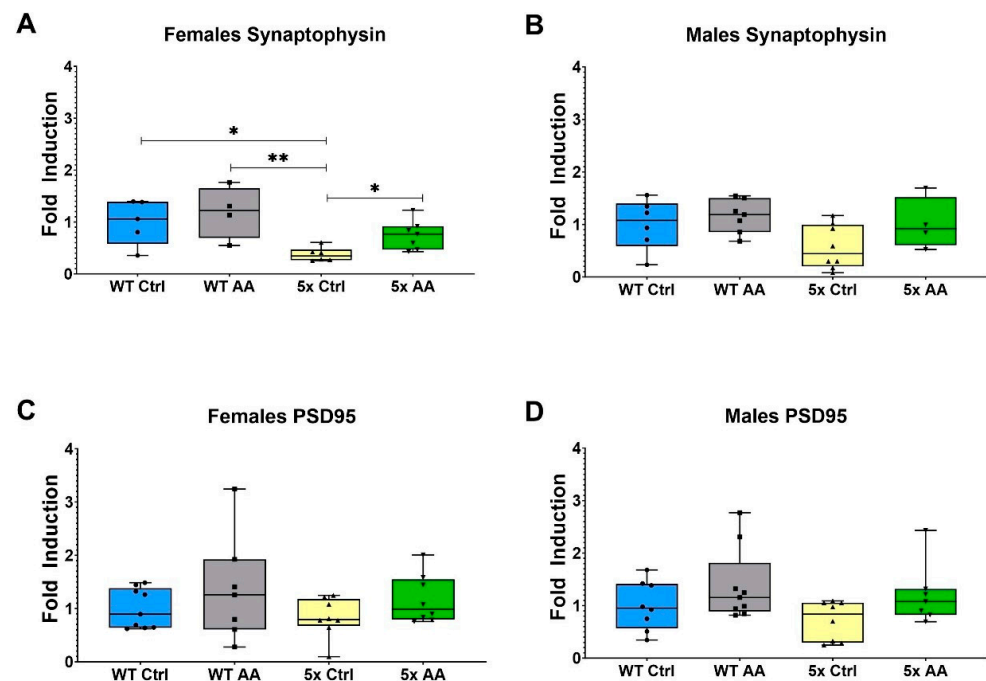 A
Females Synaptophysin
Fold Induction
4
3
2
1
0
*
**
*
WT Ctrl WT AA 5x Ctrl 5x AA
B
Males Synaptophysin
Fold Induction
4
3
2
1
0
WT Ctrl WT AA 5x Ctrl 5x AA
C
Females PSD95
Fold Induction
4
3
2
1
0
WT Ctrl WT AA 5x Ctrl 5x AA
D
Males PSD95
Fold Induction
4
3
2
1
0
WT Ctrl WT AA 5x Ctrl 5x AA